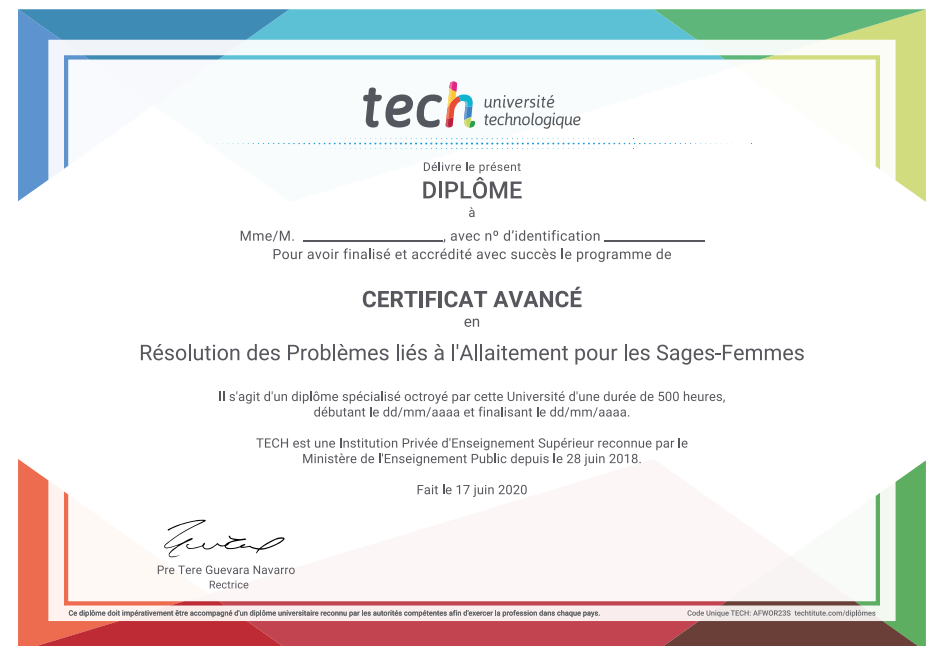 tech université
technologique
Délivre le présent
DIPLÔME
à
Mme/M. ____________________, avec nº d'identification ______________
Pour avoir finalisé et accrédité avec succès le programme de
CERTIFICAT AVANCÉ
en
Résolution des Problèmes liés à l'Allaitement pour les Sages-Femmes
Il s'agit d'un diplôme spécialisé octroyé par cette Université d'une durée de 500 heures,
débutant le dd/mm/aaaa et finalisant le dd/mm/aaaa.
TECH est une Institution Privée d'Enseignement Supérieur reconnue par le
Ministère de l'Enseignement Public depuis le 28 juin 2018.
Fait le 17 juin 2020
Pre Tere Guevara Navarro
Rectrice
Ce diplôme doit impérativement être accompagné d'un diplôme universitaire reconnu par les autorités compétentes afin d'exercer la profession dans chaque pays.
Code Unique TECH: AFWOR23S techtitute.com/diplômes